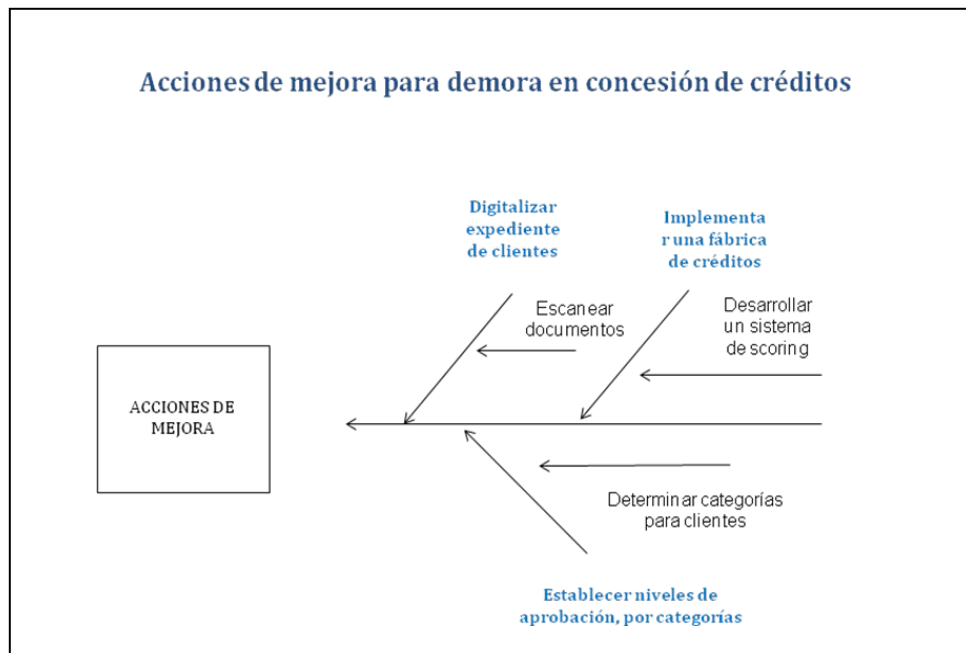 Acciones de mejora para demora en concesión de créditos
Digitalizar
expediente
de clientes
Implementa
r una fábrica
de créditos
Escanear
documentos
Desarrollar
un sistema
de scoring
ACCIONES DE
MEJORA
Determinar categorías
para clientes
Establecer niveles de
aprobación, por categorías